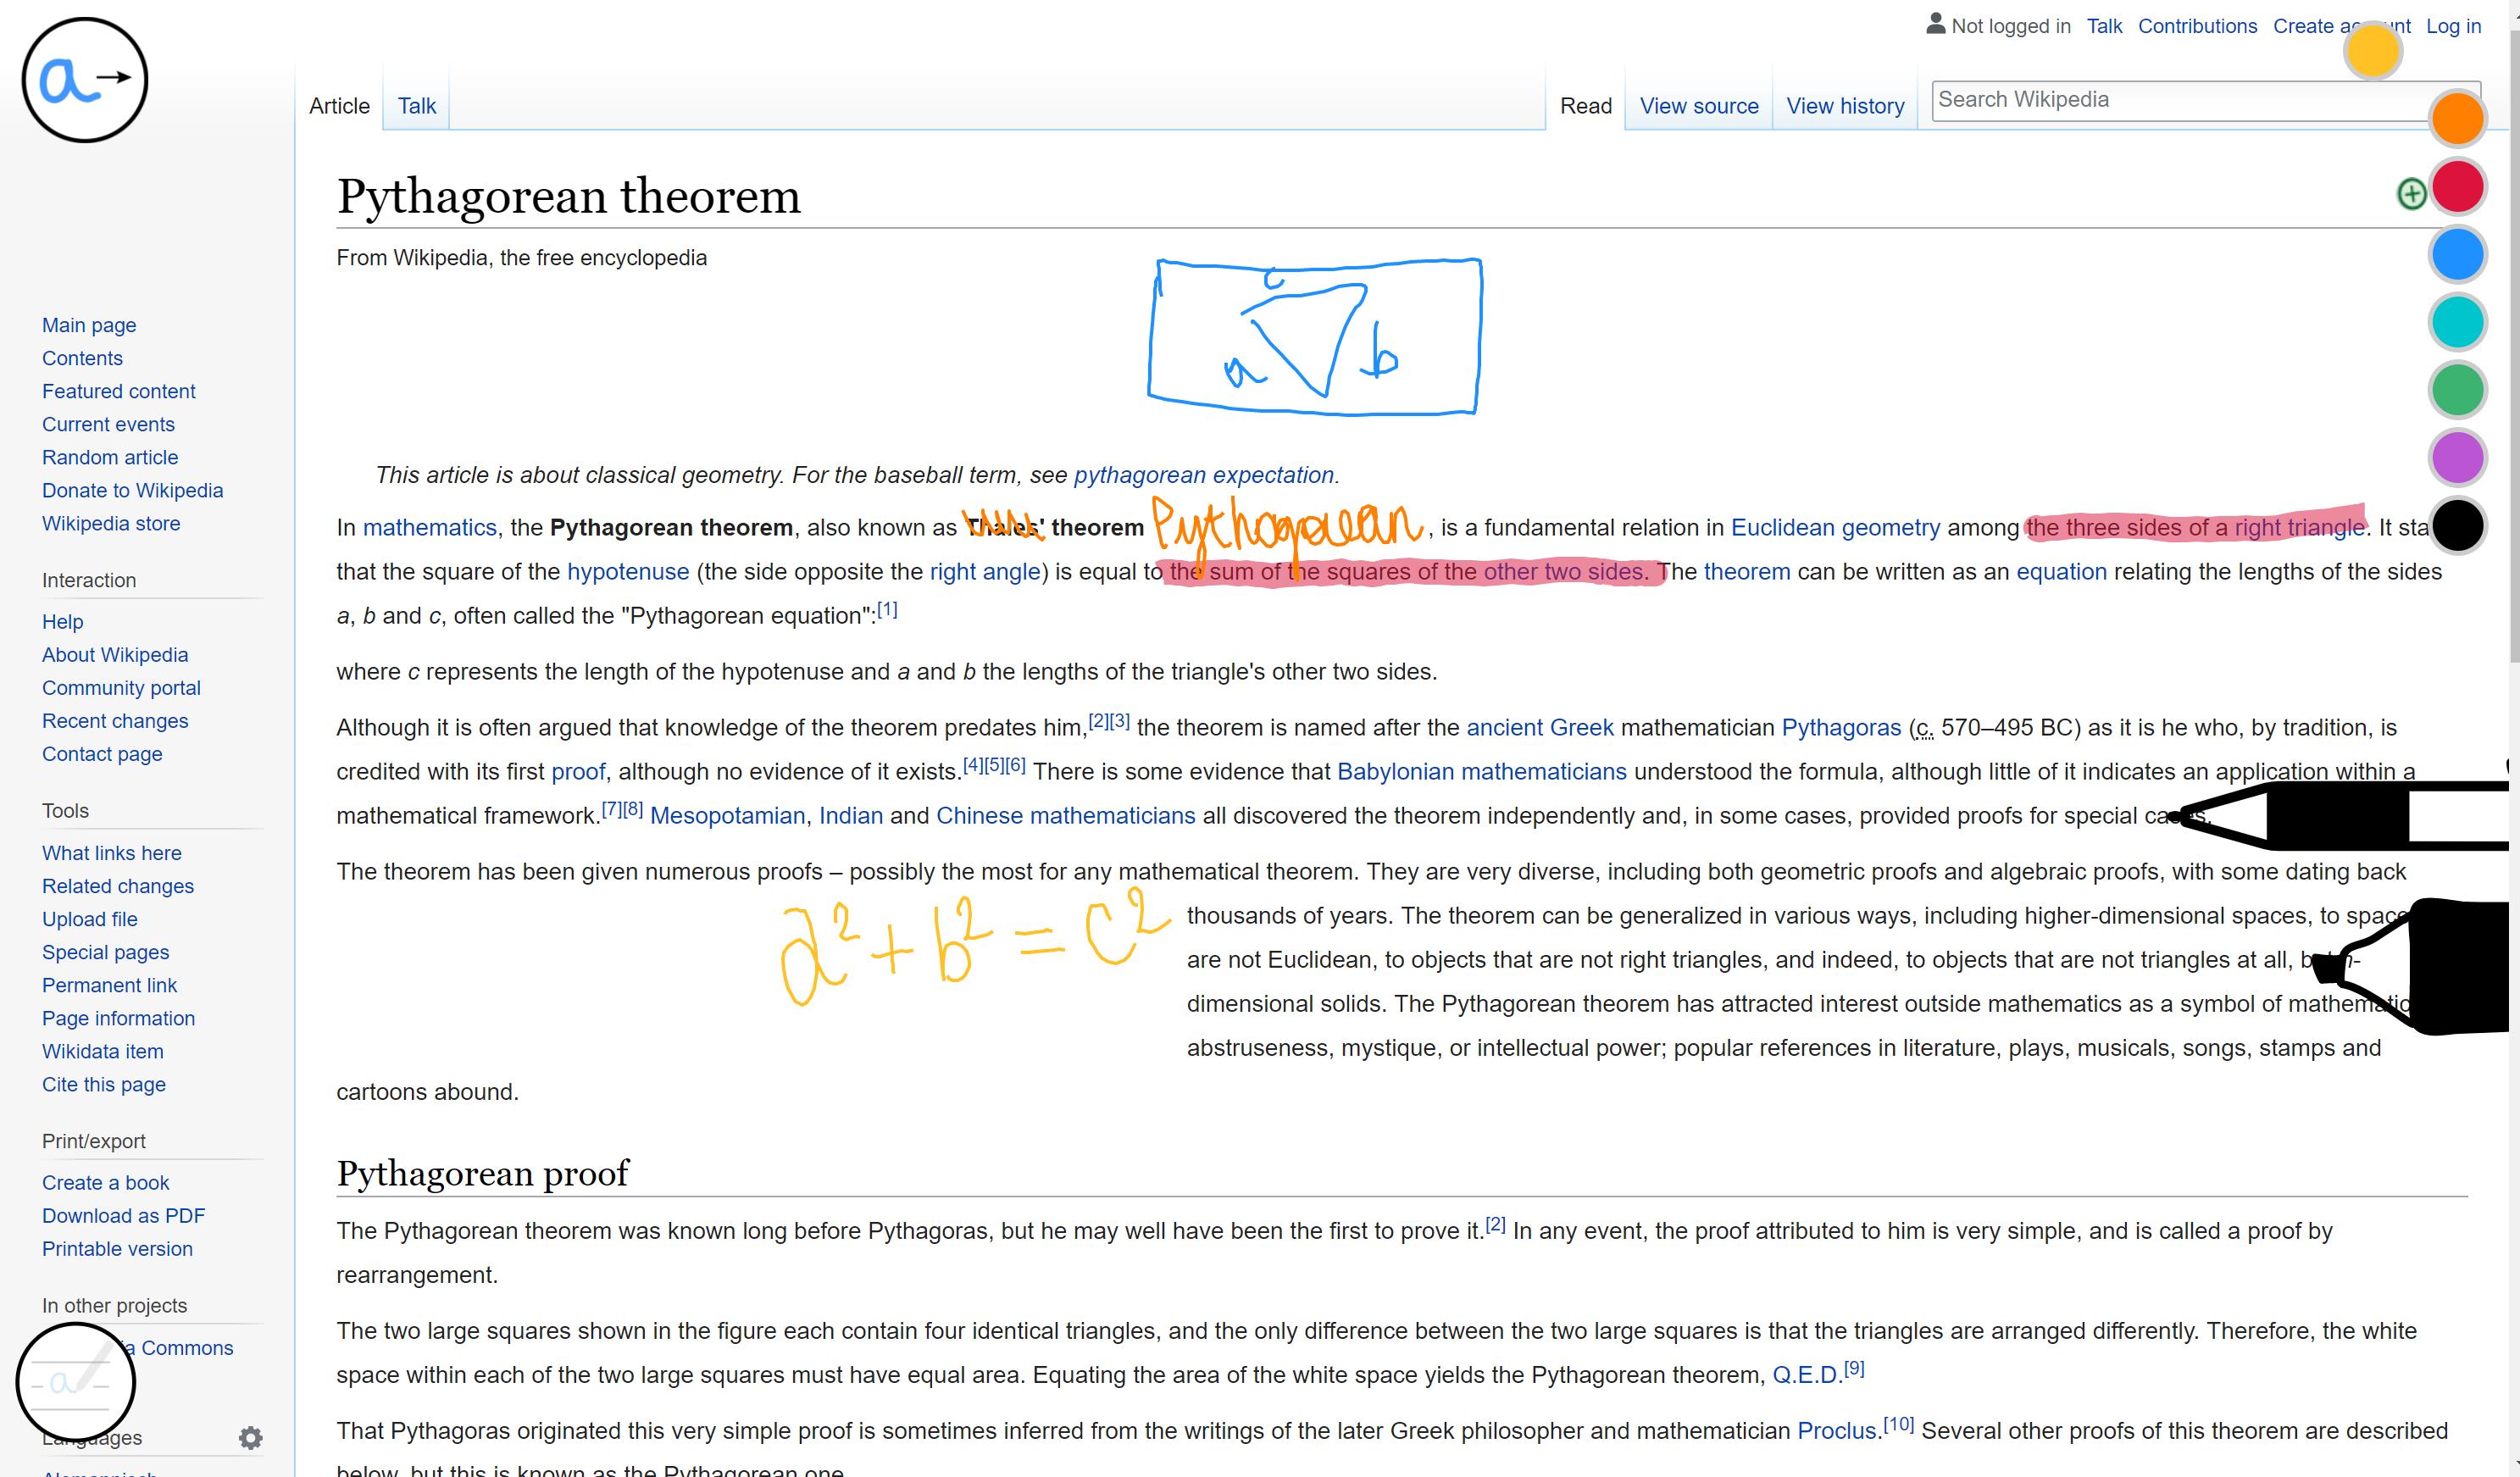 a
Not logged in Talk Contributions Create account Log in
Article Talk Read View source View history Search Wikipedia
Pythagorean theorem
From Wikipedia, the free encyclopedia
c
a b
Main page
Contents
Featured content
Current events
Random article
Donate to Wikipedia
Wikipedia store
Interaction
Help
About Wikipedia
Community portal
Recent changes
Contact page
Tools
What links here
Related changes
Upload file
Special pages
Permanent link
Page information
Wikidata item
Cite this page
Print/export
Create a book
Download as PDF
Printable version
In other projects
a Commons
a
Languages
This article is about classical geometry. For the baseball term, see pythagorean expectation.
In mathematics, the Pythagorean theorem, also known as Thales' theorem Pythagorean, is a fundamental relation in Euclidean geometry among the three sides of a right triangle. It sta
that the square of the hypotenuse (the side opposite the right angle) is equal to the sum of the squares of the other two sides. The theorem can be written as an equation relating the lengths of the sides
a, b and c, often called the "Pythagorean equation":[1]
where c represents the length of the hypotenuse and a and b the lengths of the triangle's other two sides.
Although it is often argued that knowledge of the theorem predates him,[2][3] the theorem is named after the ancient Greek mathematician Pythagoras (c. 570–495 BC) as it is he who, by tradition, is
credited with its first proof, although no evidence of it exists.[4][5][6] There is some evidence that Babylonian mathematicians understood the formula, although little of it indicates an application within a
mathematical framework.[7][8] Mesopotamian, Indian and Chinese mathematicians all discovered the theorem independently and, in some cases, provided proofs for special cases.
The theorem has been given numerous proofs – possibly the most for any mathematical theorem. They are very diverse, including both geometric proofs and algebraic proofs, with some dating back
a² + b² = c²
thousands of years. The theorem can be generalized in various ways, including higher-dimensional spaces, to space
are not Euclidean, to objects that are not right triangles, and indeed, to objects that are not triangles at all, but n-
dimensional solids. The Pythagorean theorem has attracted interest outside mathematics as a symbol of mathematic
abstruseness, mystique, or intellectual power; popular references in literature, plays, musicals, songs, stamps and
cartoons abound.
Pythagorean proof
The Pythagorean theorem was known long before Pythagoras, but he may well have been the first to prove it.[2] In any event, the proof attributed to him is very simple, and is called a proof by
rearrangement.
The two large squares shown in the figure each contain four identical triangles, and the only difference between the two large squares is that the triangles are arranged differently. Therefore, the white
space within each of the two large squares must have equal area. Equating the area of the white space yields the Pythagorean theorem, Q.E.D.[9]
That Pythagoras originated this very simple proof is sometimes inferred from the writings of the later Greek philosopher and mathematician Proclus.[10] Several other proofs of this theorem are described
below, but this is known as the Pythagorean one